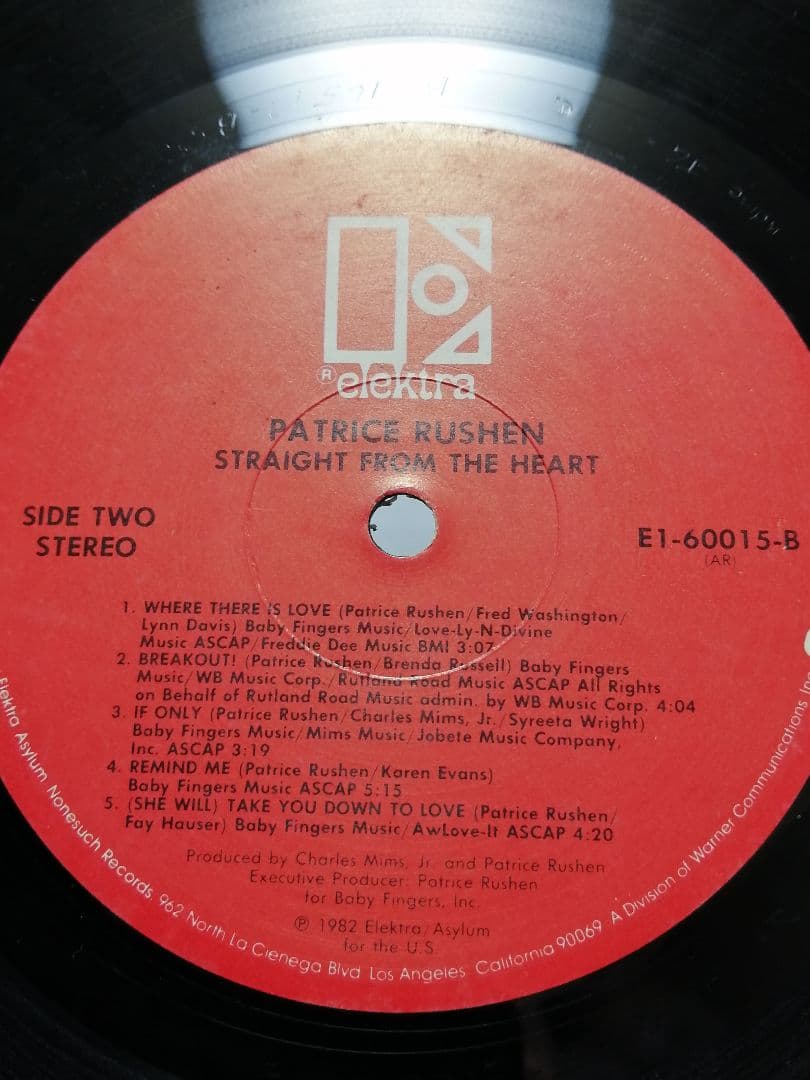 ® elektra
PATRICE RUSHEN
STRAIGHT FROM THE HEART
SIDE TWO
STEREO
E1-60015-B
(AR)
1. WHERE THERE IS LOVE (Patrice Rushen/Fred Washington/
Lynn Davis) Baby Fingers Music/Love-Ly-N-Divine
Music ASCAP/Freddie Dee Music BMI 3:07
2. BREAKOUT! (Patrice Rushen/Brenda Russell) Baby Fingers
Music/WB Music Corp./Rutland Road Music ASCAP All Rights
on Behalf of Rutland Road Music admin. by WB Music Corp. 4:04
3. IF ONLY (Patrice Rushen/Charles Mims, Jr./Syreeta Wright)
Baby Fingers Music/Mims Music/Jobete Music Company,
Inc. ASCAP 3:19
4. REMIND ME (Patrice Rushen/Karen Evans)
Baby Fingers Music ASCAP 5:15
5. (SHE WILL) TAKE YOU DOWN TO LOVE (Patrice Rushen/
Fay Hauser) Baby Fingers Music/AwLove-It ASCAP 4:20
Produced by Charles Mims, Jr. and Patrice Rushen
Executive Producer: Patrice Rushen
for Baby Fingers, Inc.
℗ 1982 Elektra/Asylum
for the U.S.
Elektra Asylum Nonesuch Records, 962 North La Cienega Blvd Los Angeles California 90069 A Division of Warner Communications